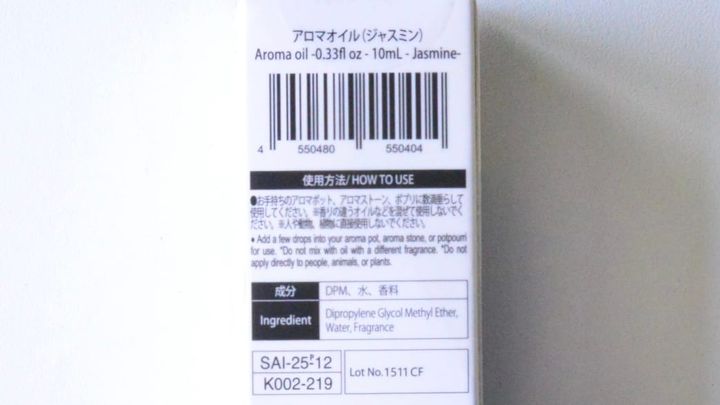 アロマオイル(ジャスミン)
Aroma oil -0.33fl oz - 10mL - Jasmine-
4 550480 550404
使用方法/ HOW TO USE
●お手持ちのアロマポット、アロマストーン、ポプリに数滴垂らして
使用してください。※香りの違うオイルなどを混ぜて使用しないでく
ださい。※人や動物、植物に直接使用しないでください。
• Add a few drops into your aroma pot, aroma stone, or potpourri
for use. *Do not mix with oil with a different fragrance. *Do not
apply directly to people, animals, or plants.
成分 DPM、水、香料
Ingredient Dipropylene Glycol Methyl Ether,
Water, Fragrance
SAI-25-P-12
K002-219
Lot No.1511 CF